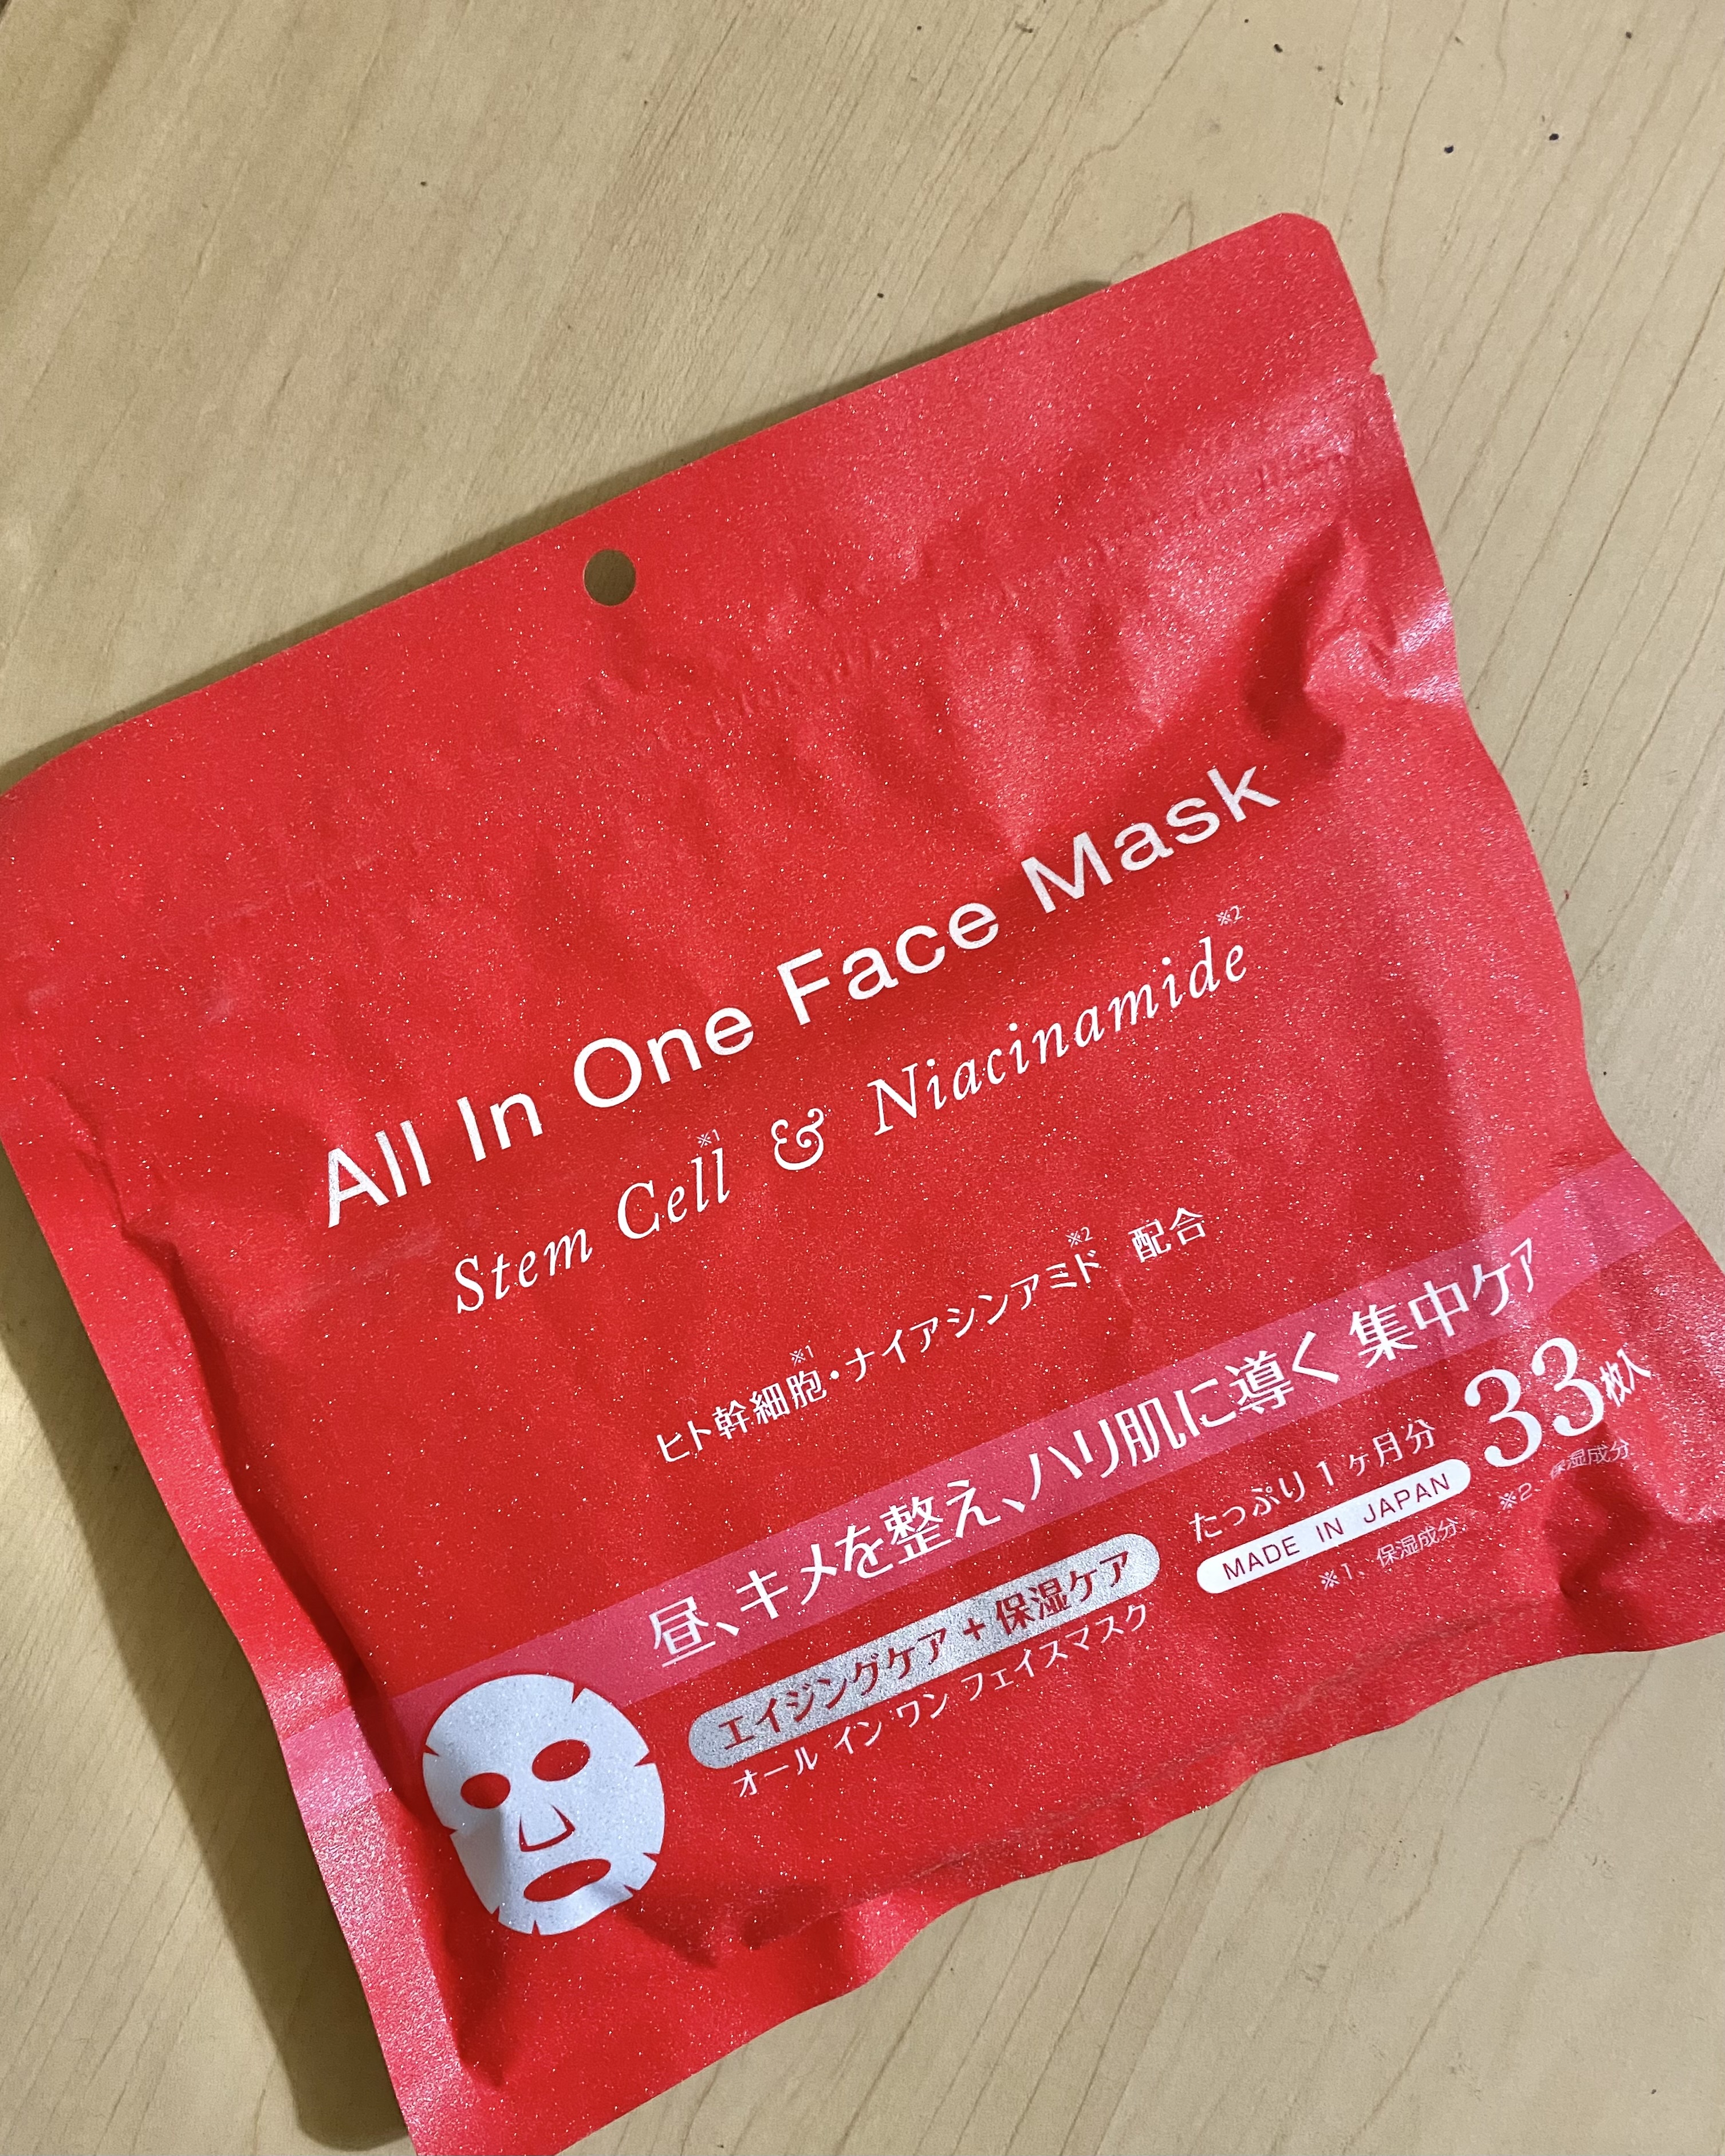 All In One Face Mask
Stem Cell※1 & Niacinamide※2
ヒト幹細胞※1・ナイアシンアミド※2 配合
昼、キメを整え、ハリ肌に導く 集中ケア
エイジングケア + 保湿ケア
オール イン ワン フェイスマスク
たっぷり 1 ヶ月分 33枚入
MADE IN JAPAN
※1、保湿成分 ※2 保湿成分